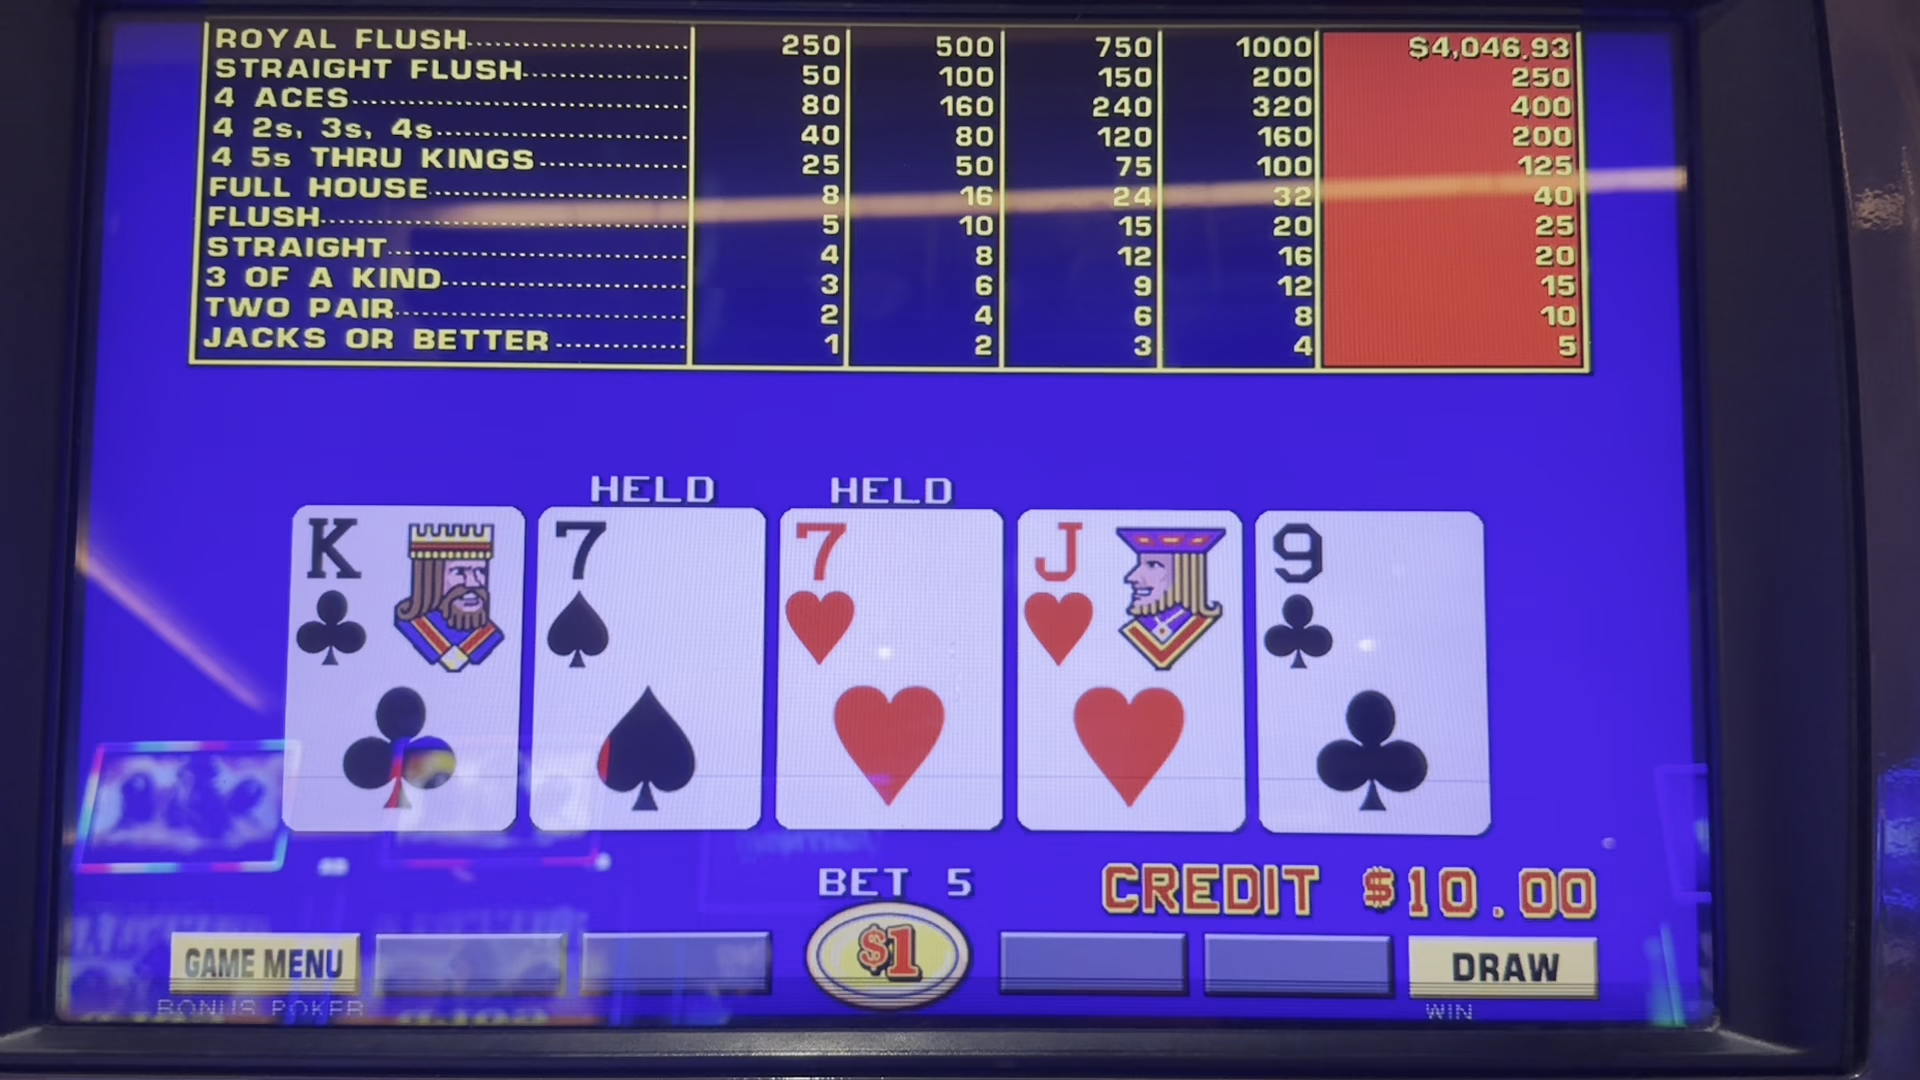 ROYAL FLUSH 250 500 750 1000 $4,046.93
STRAIGHT FLUSH 50 100 150 200 250
4 ACES 80 160 240 320 400
4 2s, 3s, 4s 40 80 120 160 200
4 5s THRU KINGS 25 50 75 100 125
FULL HOUSE 8 16 24 32 40
FLUSH 5 10 15 20 25
STRAIGHT 4 8 12 16 20
3 OF A KIND 3 6 9 12 15
TWO PAIR 2 4 6 8 10
JACKS OR BETTER 1 2 3 4 5
HELD HELD
K 7 7 J 9
BET 5 CREDIT $10.00
GAME MENU $1 DRAW
BONUS POKER WIN